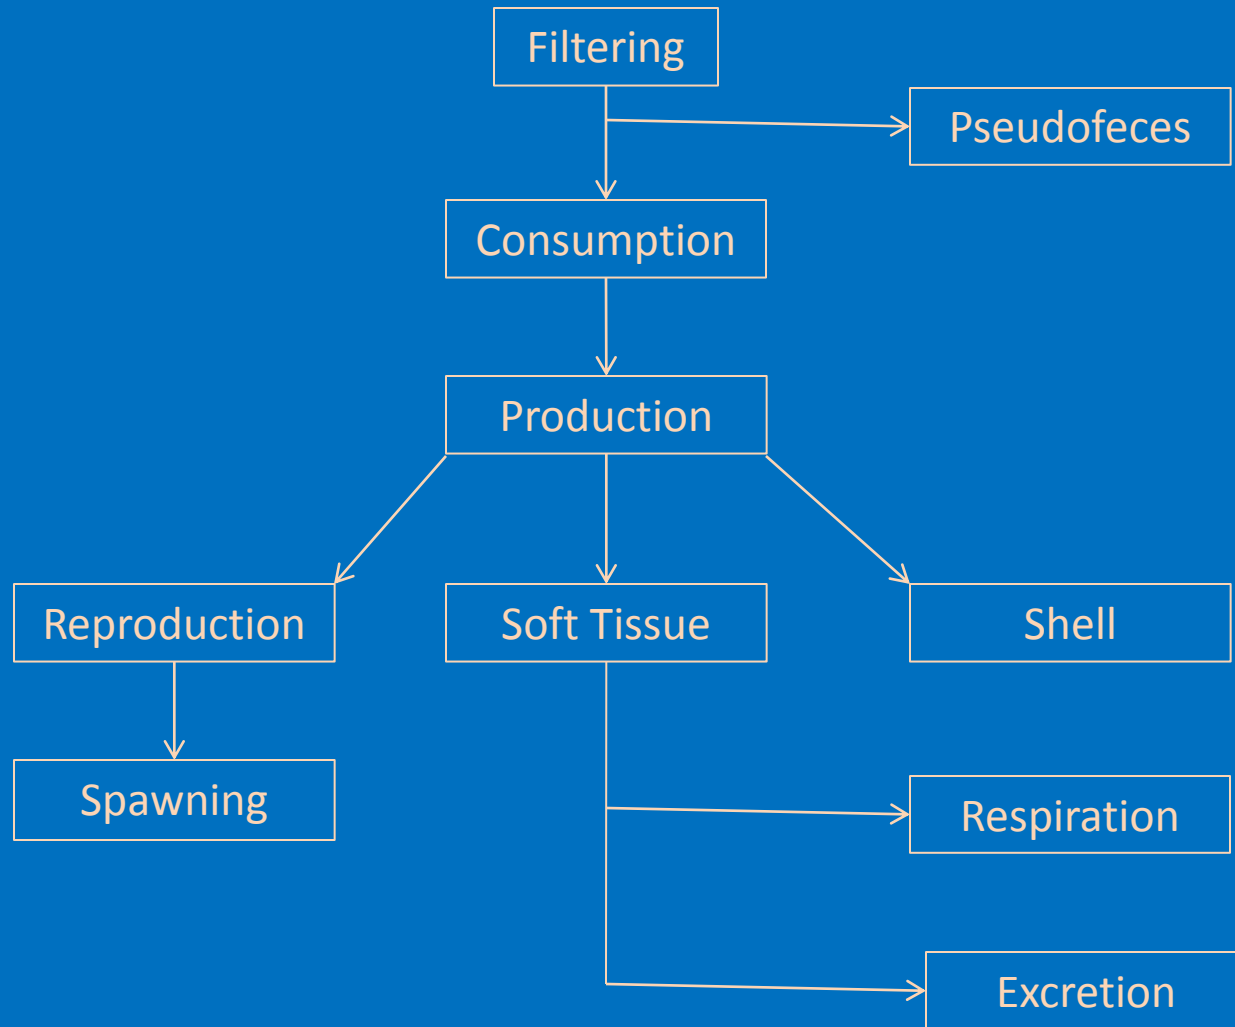 Filtering
Pseudofeces
Consumption
Production
Reproduction
Soft Tissue
Shell
Spawning
Respiration
Excretion